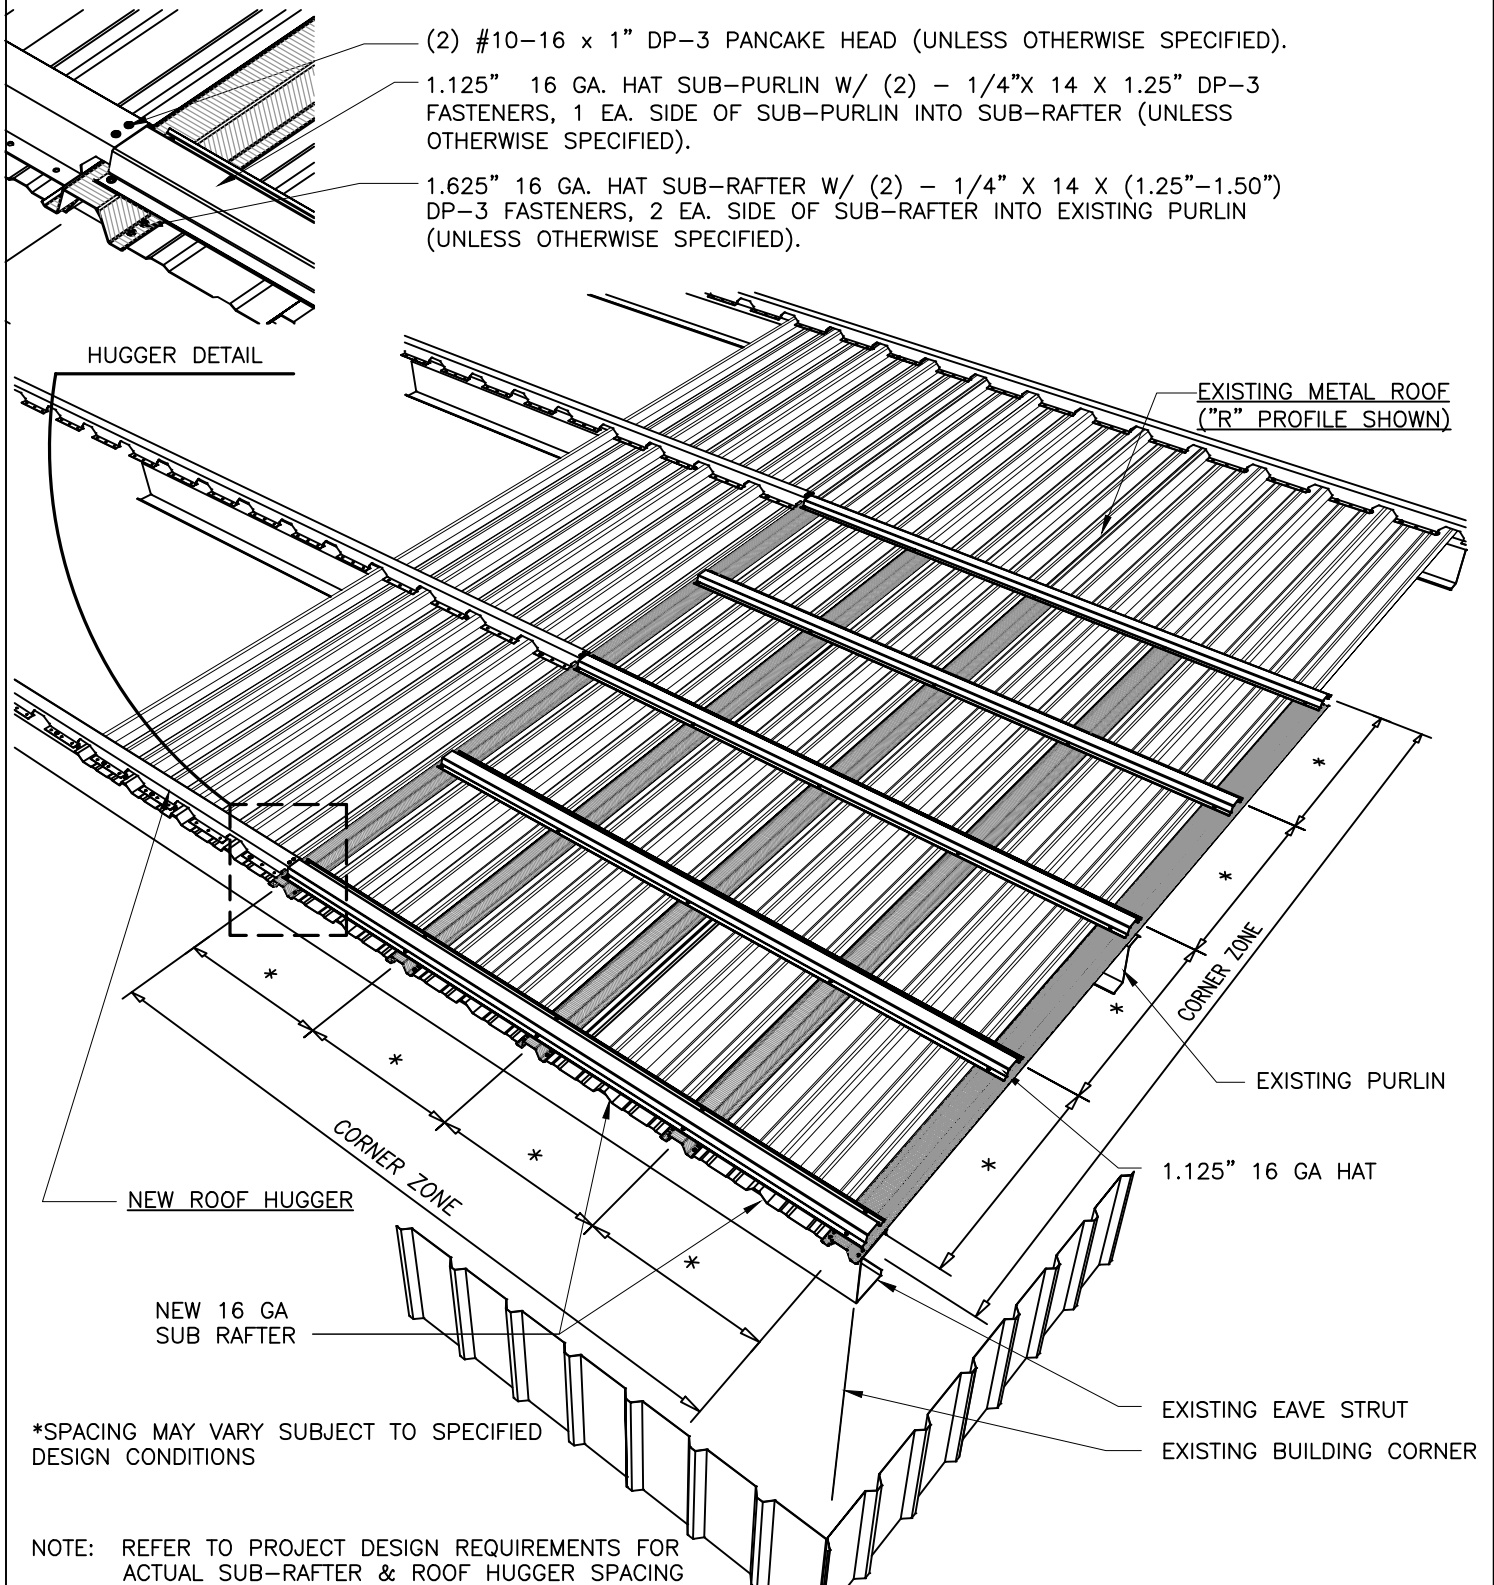 (2) #10-16 x 1” DP-3 PANCAKE HEAD (UNLESS OTHERWISE SPECIFIED).
1.125” 16 GA. HAT SUB-PURLIN W/ (2) - 1/4”X 14 X 1.25” DP-3
FASTENERS, 1 EA. SIDE OF SUB-PURLIN INTO SUB-RAFTER (UNLESS
OTHERWISE SPECIFIED).
1.625” 16 GA. HAT SUB-RAFTER W/ (2) - 1/4” X 14 X (1.25”-1.50”)
DP-3 FASTENERS, 2 EA. SIDE OF SUB-RAFTER INTO EXISTING PURLIN
(UNLESS OTHERWISE SPECIFIED).
HUGGER DETAIL
EXISTING METAL ROOF
(”R” PROFILE SHOWN)
*
*
*
*
CORNER ZONE
*
*
*
*
CORNER ZONE
EXISTING PURLIN
1.125” 16 GA HAT
NEW ROOF HUGGER
NEW 16 GA
SUB RAFTER
EXISTING EAVE STRUT
EXISTING BUILDING CORNER
*SPACING MAY VARY SUBJECT TO SPECIFIED
DESIGN CONDITIONS
NOTE: REFER TO PROJECT DESIGN REQUIREMENTS FOR
ACTUAL SUB-RAFTER & ROOF HUGGER SPACING